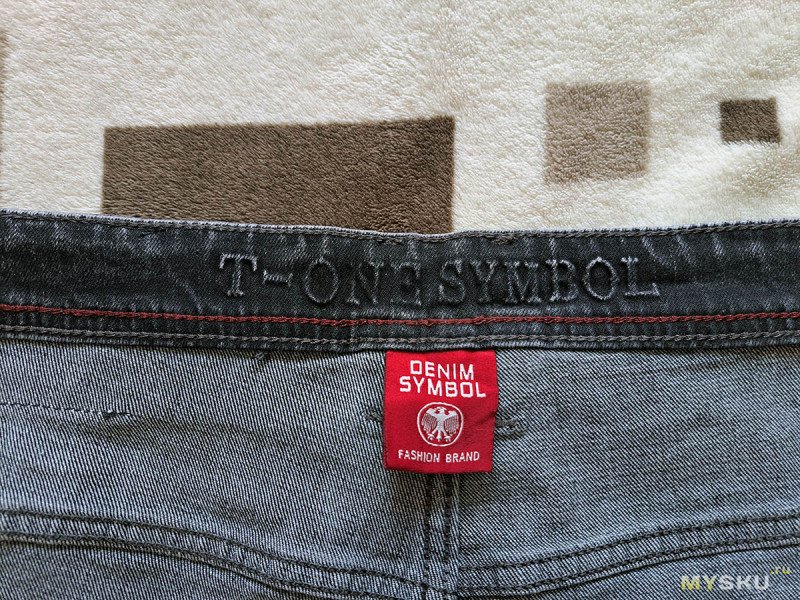 T-ONE SYMBOL
DENIM
SYMBOL
FASHION BRAND
MYSKU.ru